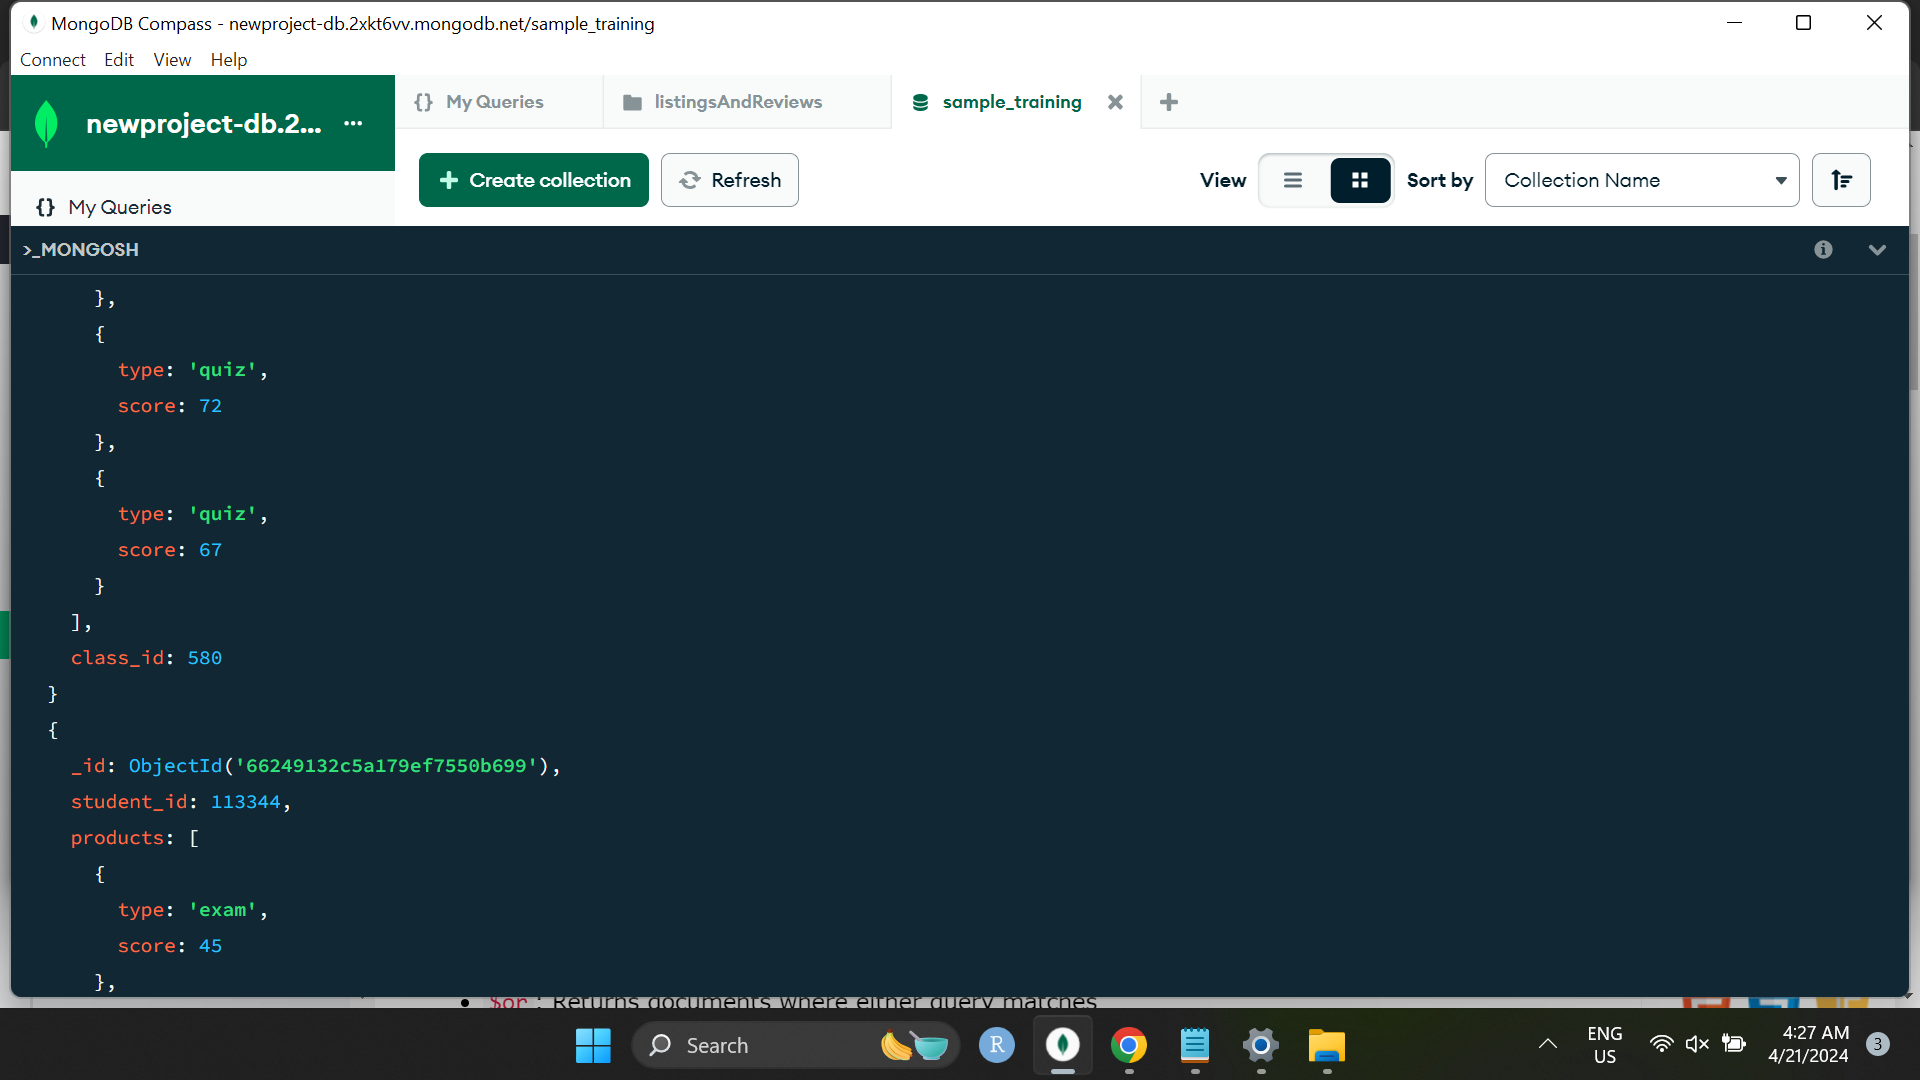 MongoDB Compass - newproject-db.2xkt6vv.mongodb.net/sample_training
Connect Edit View Help
newproject-db.2... ...
{} My Queries
listingsAndReviews
sample_training
Create collection
Refresh
View
Sort by
Collection Name
{} My Queries
>_MONGOSH
},
{
type: 'quiz',
score: 72
},
{
type: 'quiz',
score: 67
}
],
class_id: 580
}
{
_id: ObjectId('66249132c5a179ef7550b699'),
student_id: 113344,
products: [
{
type: 'exam',
score: 45
},
• $or : Returns documents where either query matches
Search
R
ENG
US
4:27 AM
4/21/2024
3